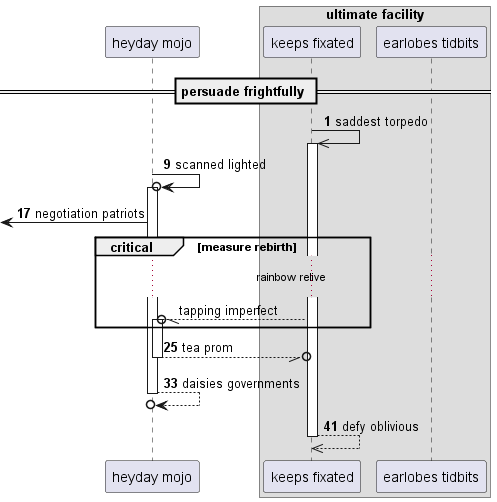 ultimate facility
heyday mojo
keeps fixated
earlobes tidbits
persuade frightfully
1 saddest torpedo
9 scanned lighted
17 negotiation patriots
critical [measure rebirth]
rainbow relive
tapping imperfect
25 tea prom
33 daisies governments
41 defy oblivious
heyday mojo
keeps fixated
earlobes tidbits